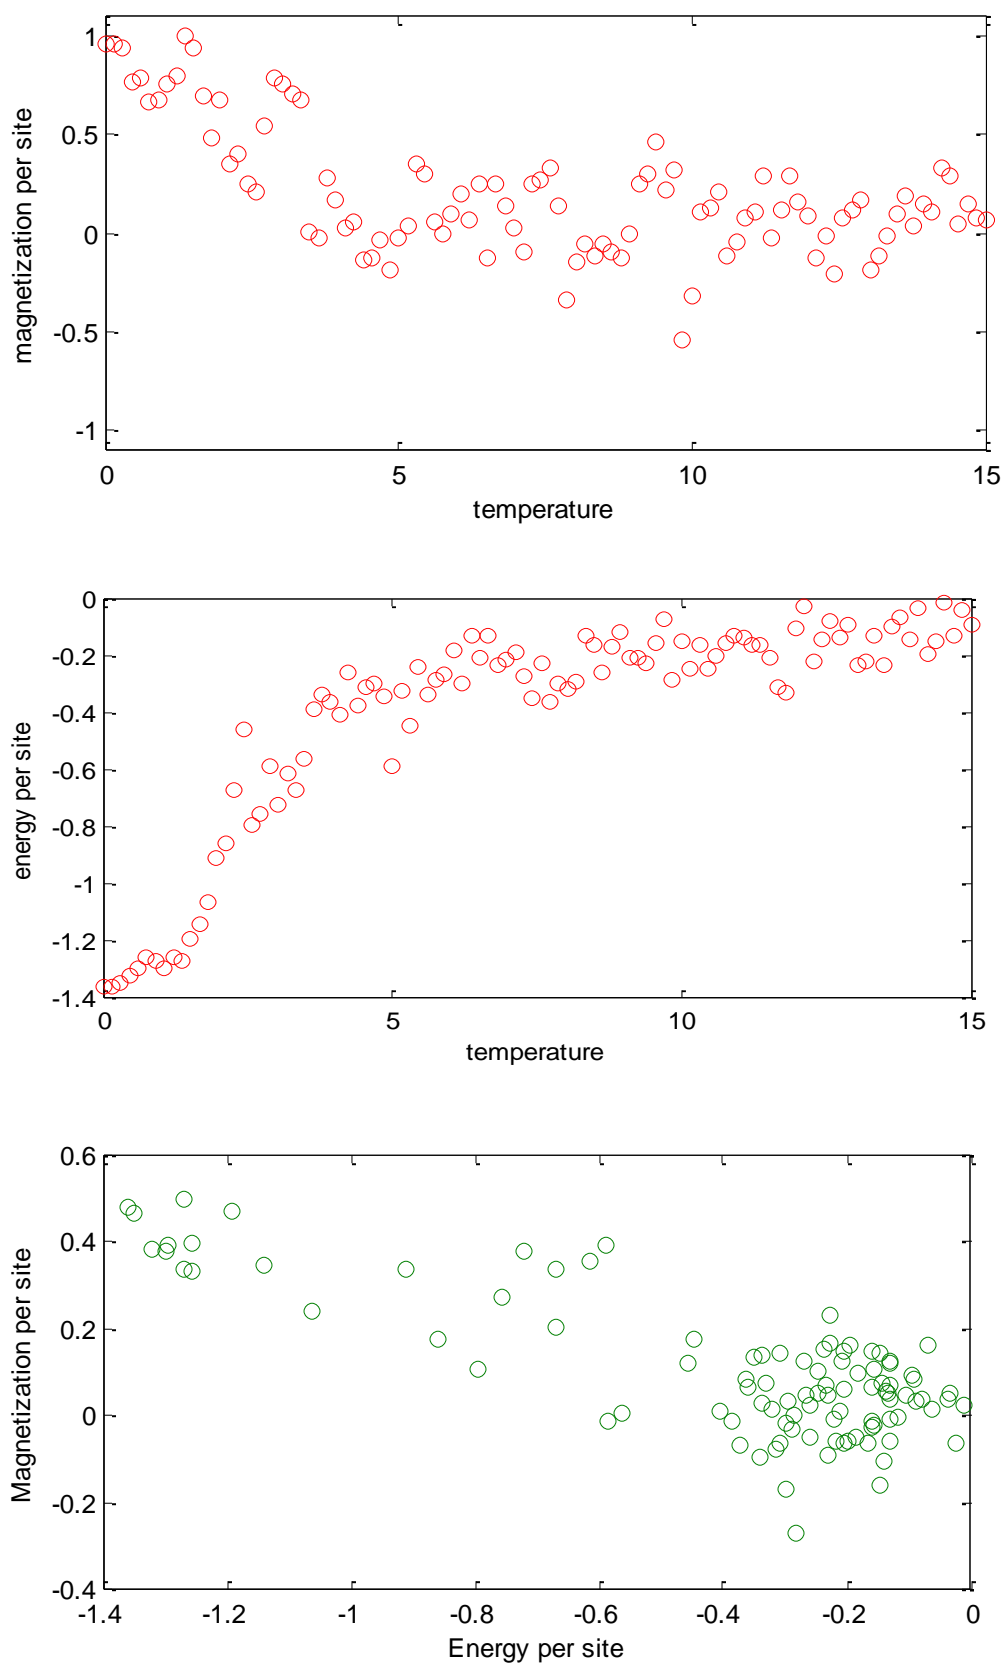 1
0.5
0
-0.5
-1
magnetization per site
0 5 10 15
temperature
0
-0.2
-0.4
-0.6
-0.8
-1
-1.2
-1.4
energy per site
0 5 10 15
temperature
0.6
0.4
0.2
0
-0.2
-0.4
Magnetization per site
-1.4 -1.2 -1 -0.8 -0.6 -0.4 -0.2 0
Energy per site